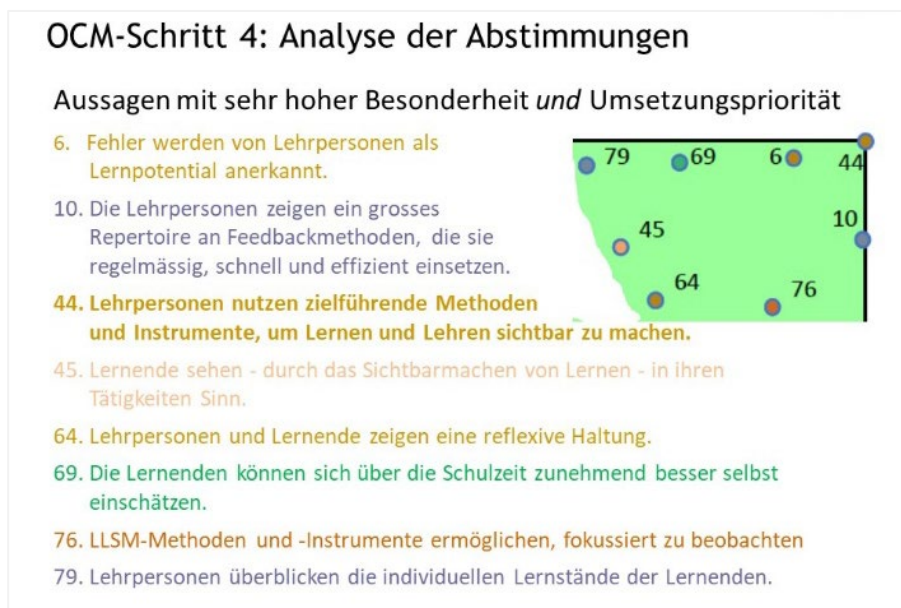 OCM-Schritt 4: Analyse der Abstimmungen
Aussagen mit sehr hoher Besonderheit und Umsetzungspriorität
6. Fehler werden von Lehrpersonen als
Lernpotential anerkannt.
10. Die Lehrpersonen zeigen ein grosses
Repertoire an Feedbackmethoden, die sie
regelmässig, schnell und effizient einsetzen.
44. Lehrpersonen nutzen zielführende Methoden
und Instrumente, um Lernen und Lehren sichtbar zu machen.
45. Lernende sehen - durch das Sichtbarmachen von Lernen - in ihren
Tätigkeiten Sinn.
64. Lehrpersonen und Lernende zeigen eine reflexive Haltung.
69. Die Lernenden können sich über die Schulzeit zunehmend besser selbst
einschätzen.
76. LLSM-Methoden und -Instrumente ermöglichen, fokussiert zu beobachten
79. Lehrpersonen überblicken die individuellen Lernstände der Lernenden.
79 69 6 44
10
45
64 76